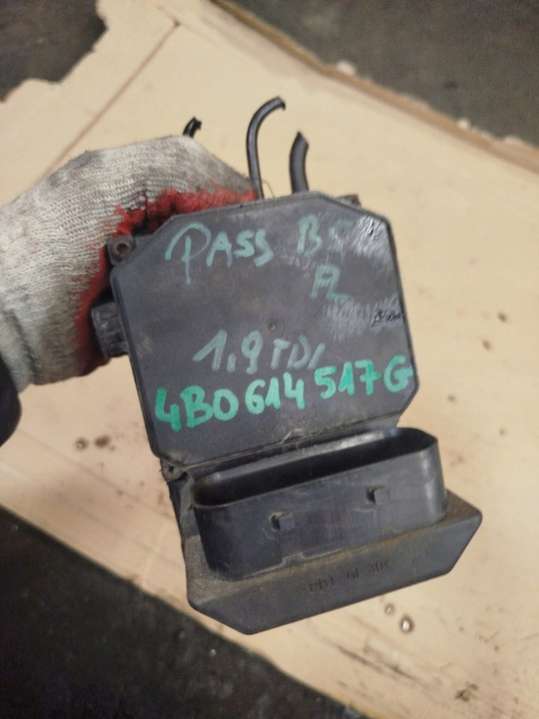 PASS B5
FL
1,9 TDI
4B0614517G